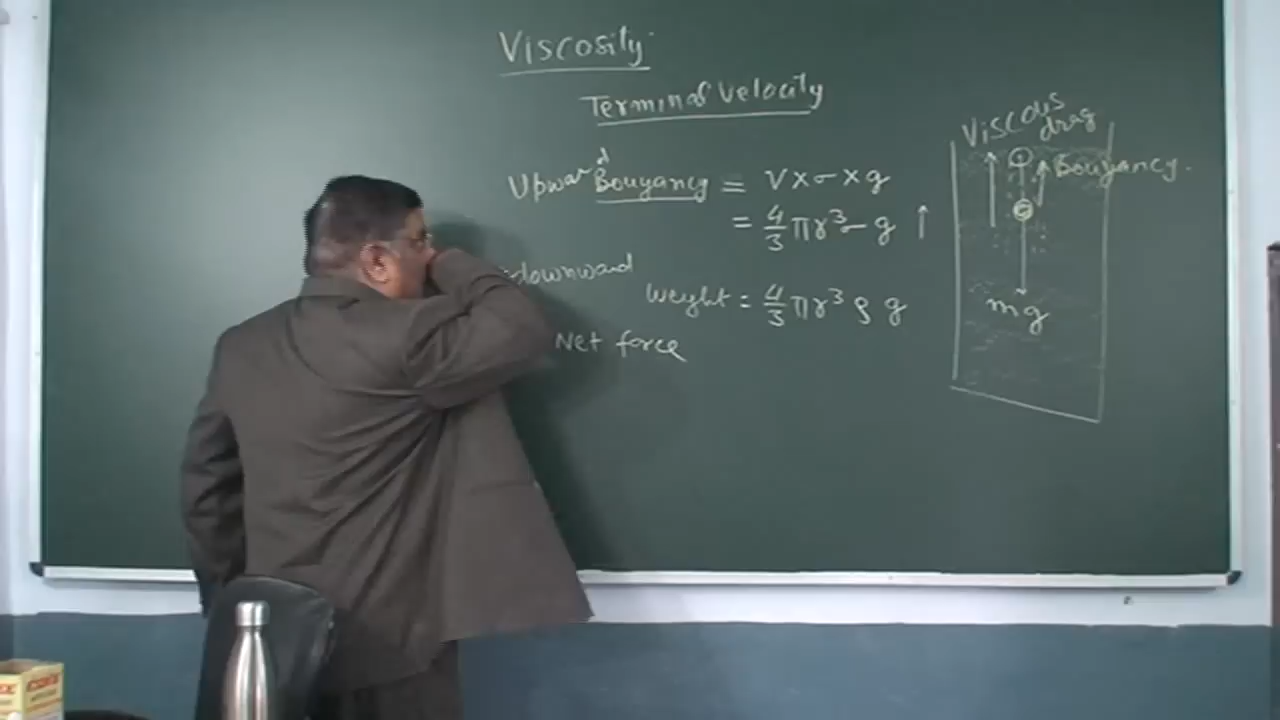 Viscosity
Terminal Velocity
Upward Bouyancy = V x σ x g
= 4/3 πr³ σ g ↑
downward
Weight = 4/3 πr³ ρ g
Net force
Viscous
drag
Bouyancy.
mg